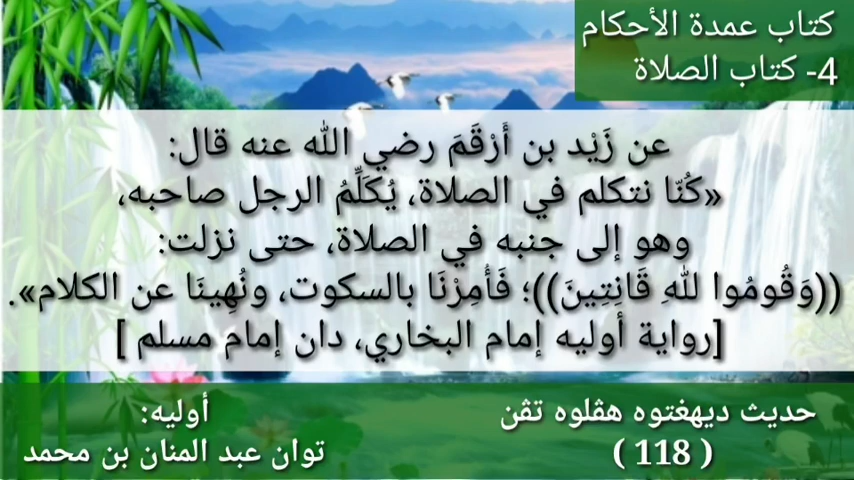 كتاب عمدة الأحكام
4- كتاب الصلاة
عن زَيْد بن أَرْقَمَ رضي الله عنه قال:
«كُنّا نتكلم في الصلاة، يُكَلِّمُ الرجل صاحبه،
وهو إلى جنبه في الصلاة، حتى نزلت:
((وَقُومُوا للهِ قَانِتِينَ))؛ فَأُمِرْنَا بالسكوت، ونُهِينَا عن الكلام».
[رواية أوليه إمام البخاري، دان إمام مسلم ]
حديث ديهڠتوه هڤلوه تڤن
( 118 )
أوليه:
توان عبد المنان بن محمد